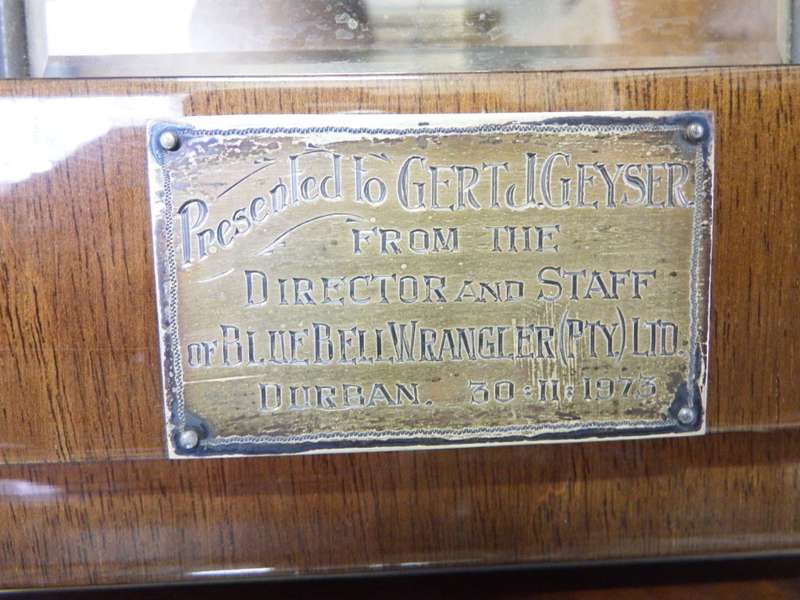 Presented to GERT J. GEYSER
FROM THE
DIRECTOR AND STAFF
OF BLUE BELL WRANGLER (PTY) LTD.
DURBAN. 30:11:1973